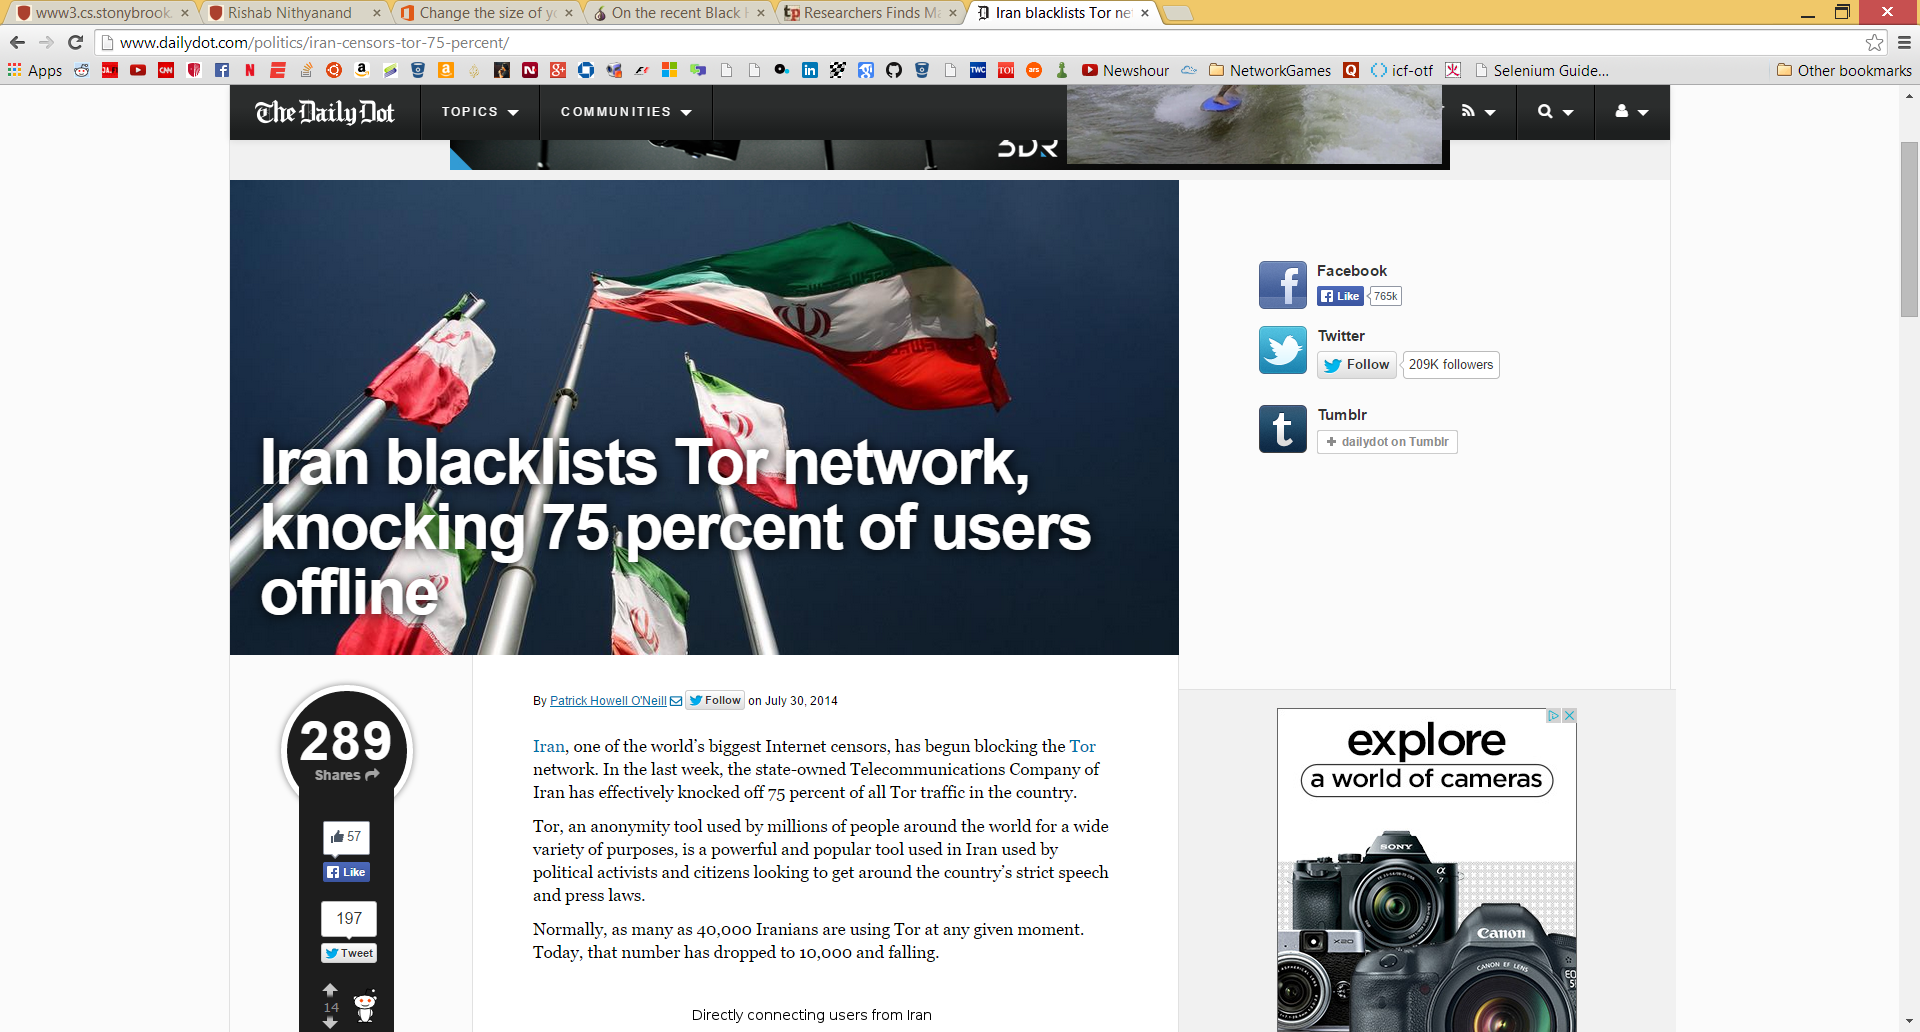 www3.cs.stonybrook.
Rishab Nithyanand
Change the size of yo
On the recent Black H
Researchers Finds Ma
Iran blacklists Tor ne
www.dailydot.com/politics/iran-censors-tor-75-percent/
Apps
Newshour
NetworkGames
icf-otf
Selenium Guide...
Other bookmarks
The Daily Dot
TOPICS
COMMUNITIES
3DR
Iran blacklists Tor network,
knocking 75 percent of users
offline
Facebook
Like
765k
Twitter
Follow
209K followers
Tumblr
dailydot on Tumblr
289
Shares
57
Like
197
Tweet
14
By Patrick Howell O'Neill Follow on July 30, 2014
Iran, one of the world’s biggest Internet censors, has begun blocking the Tor
network. In the last week, the state-owned Telecommunications Company of
Iran has effectively knocked off 75 percent of all Tor traffic in the country.
Tor, an anonymity tool used by millions of people around the world for a wide
variety of purposes, is a powerful and popular tool used in Iran used by
political activists and citizens looking to get around the country’s strict speech
and press laws.
Normally, as many as 40,000 Iranians are using Tor at any given moment.
Today, that number has dropped to 10,000 and falling.
Directly connecting users from Iran
explore
a world of cameras
SONY
α
7
X20
Canon
CANON EF LENS
EO
5